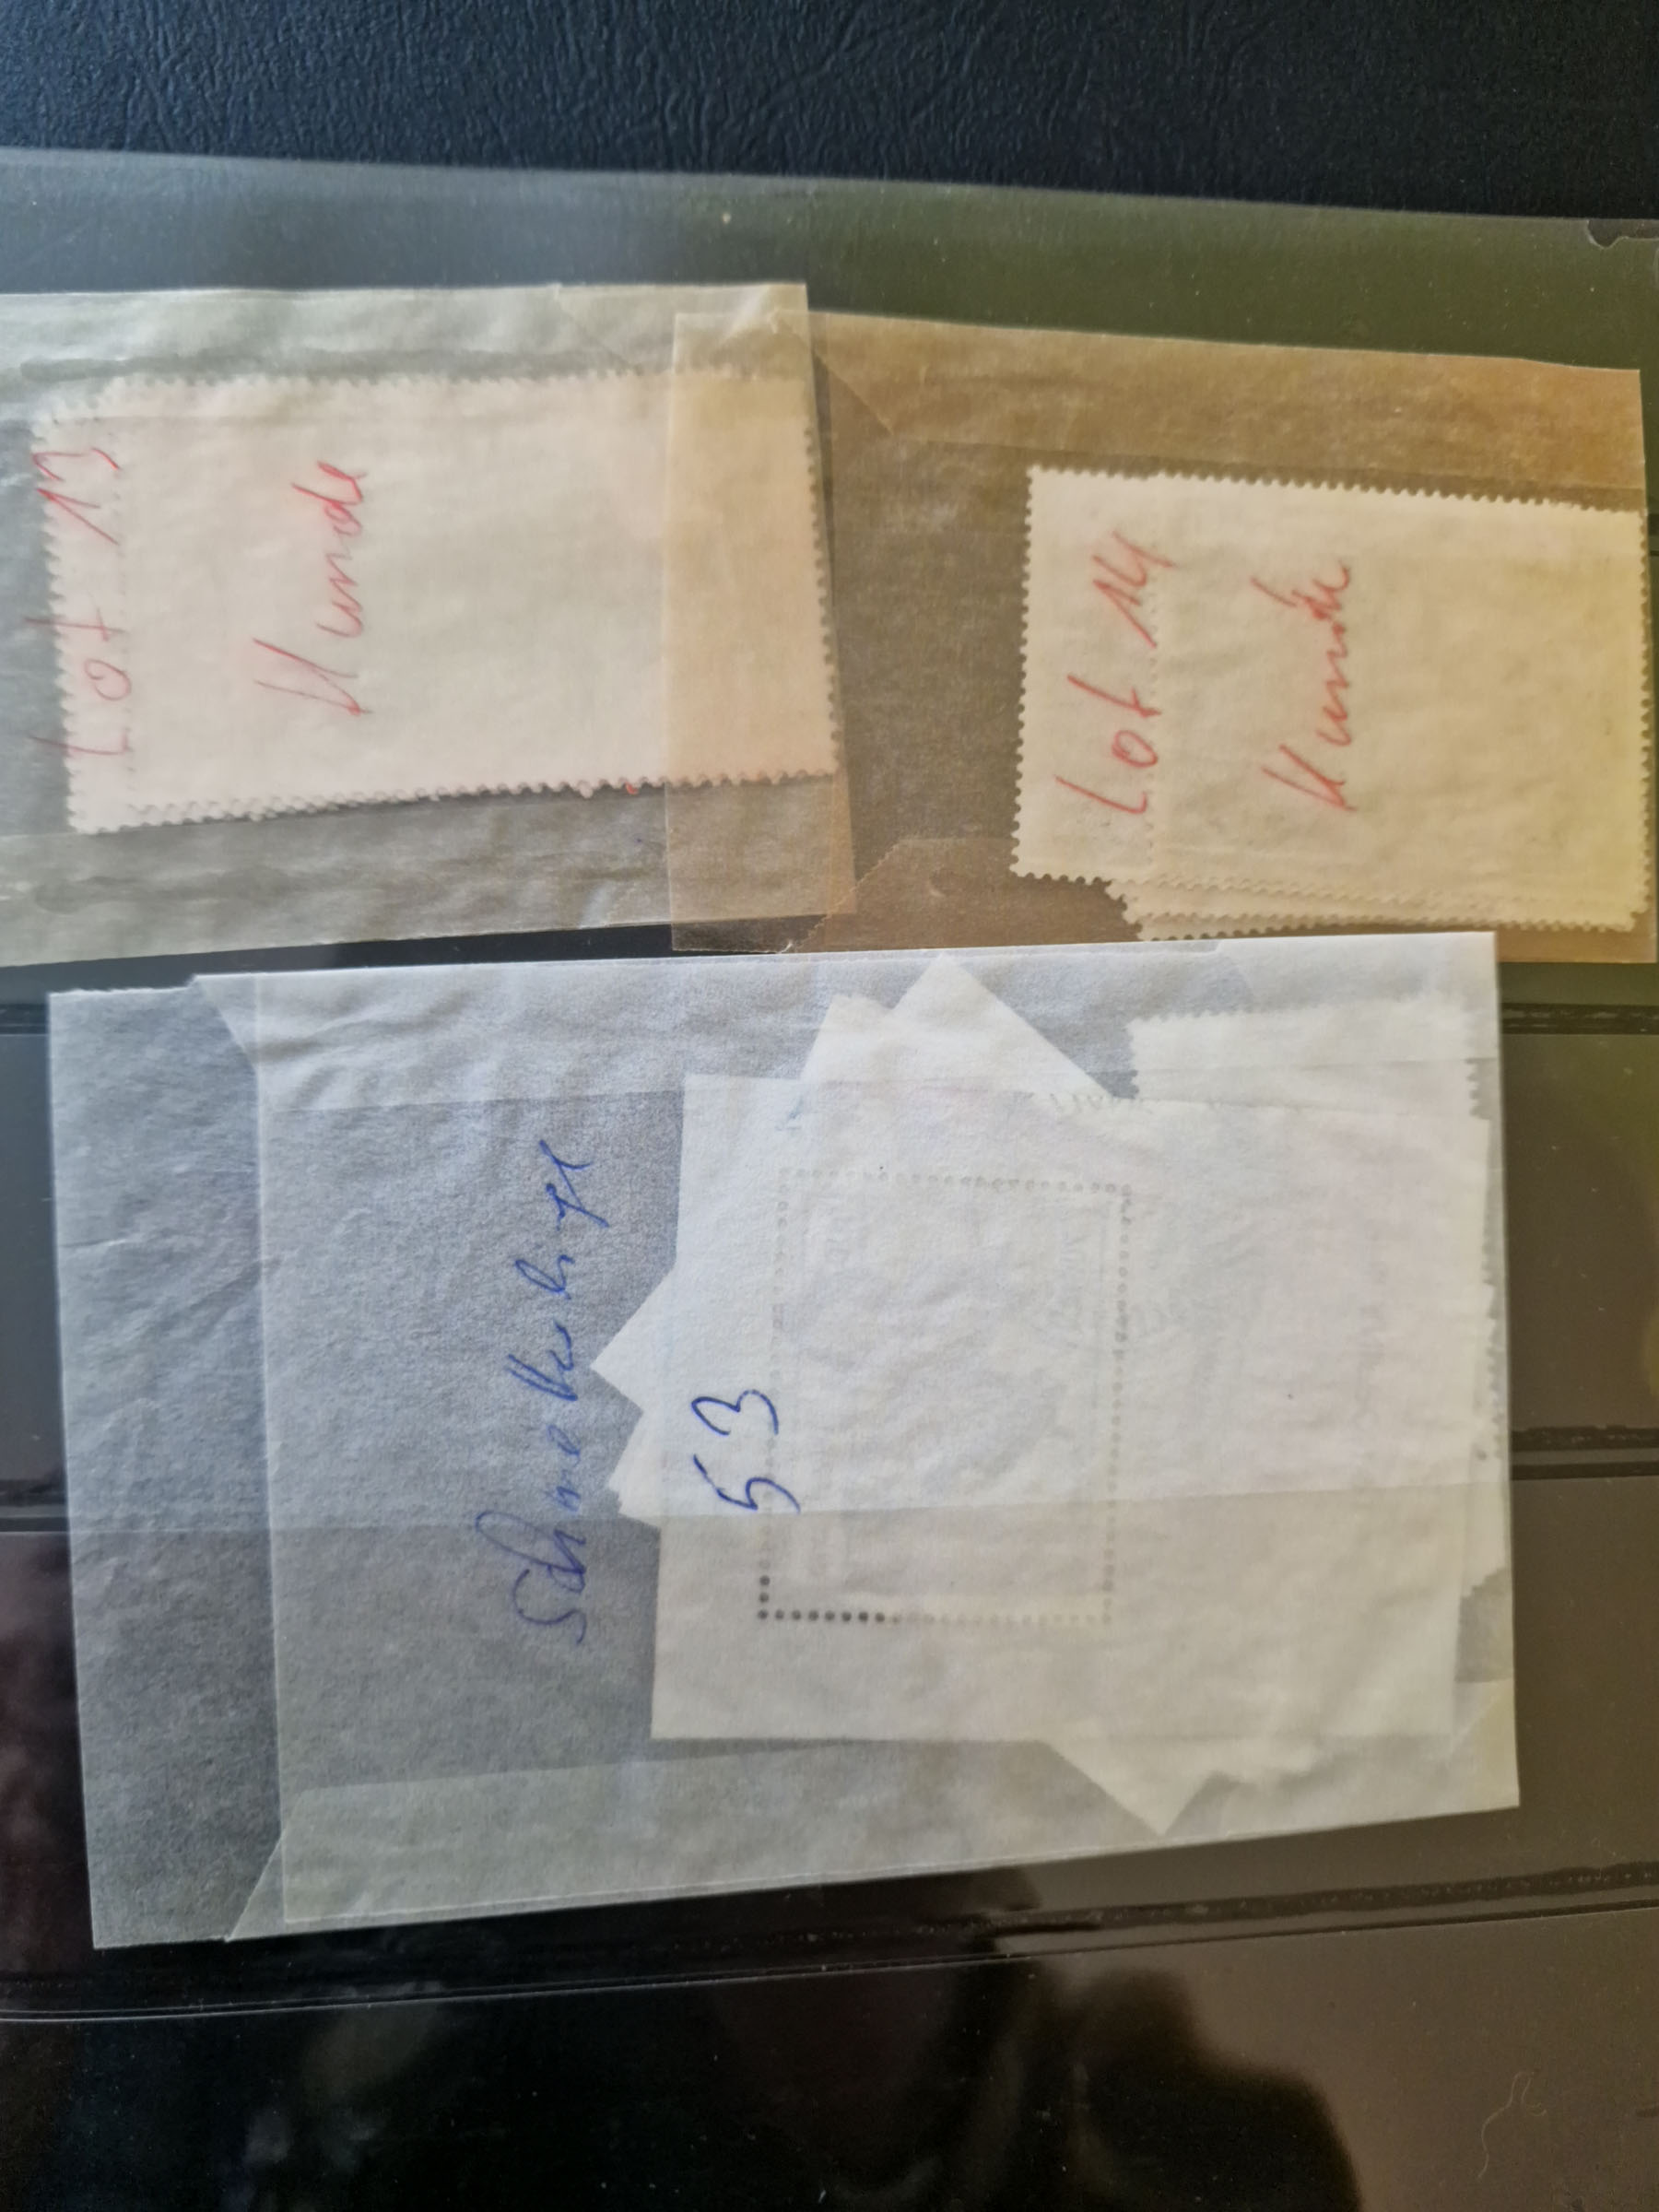 Lot 13
Hunde
Lot 14
Hunde
Schmetterlinge
53